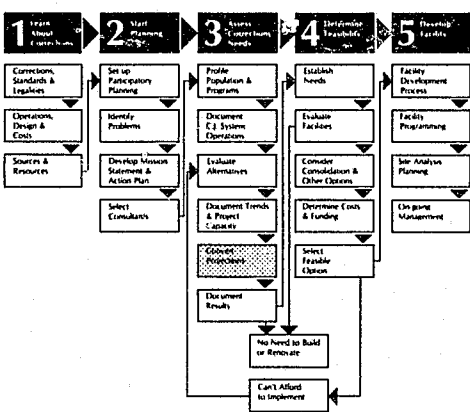 1 Learn
About
Corrections
2 Start
Planning
3 Assess
Corrections
Needs
4 Determine
Feasibility
5 Develop
Facility
Corrections,
Standards &
Legalities
Operations,
Design &
Costs
Sources &
Resources
Set up
Participatory
Planning
Identify
Problems
Develop Mission
Statement &
Action Plan
Select
Consultants
Profile
Population &
Programs
Document
C.J. System
Operations
Evaluate
Alternatives
Document Trends
& Project
Capacity
Convert
Projections
Document
Results
Establish
Needs
Evaluate
Facilities
Consider
Consolidation &
Other Options
Determine Costs
& Funding
Select
Feasible
Option
Facility
Development
Process
Facility
Programming
Site Analysis
Planning
On-going
Management
No Need to Build
or Renovate
Can't Afford
to Implement